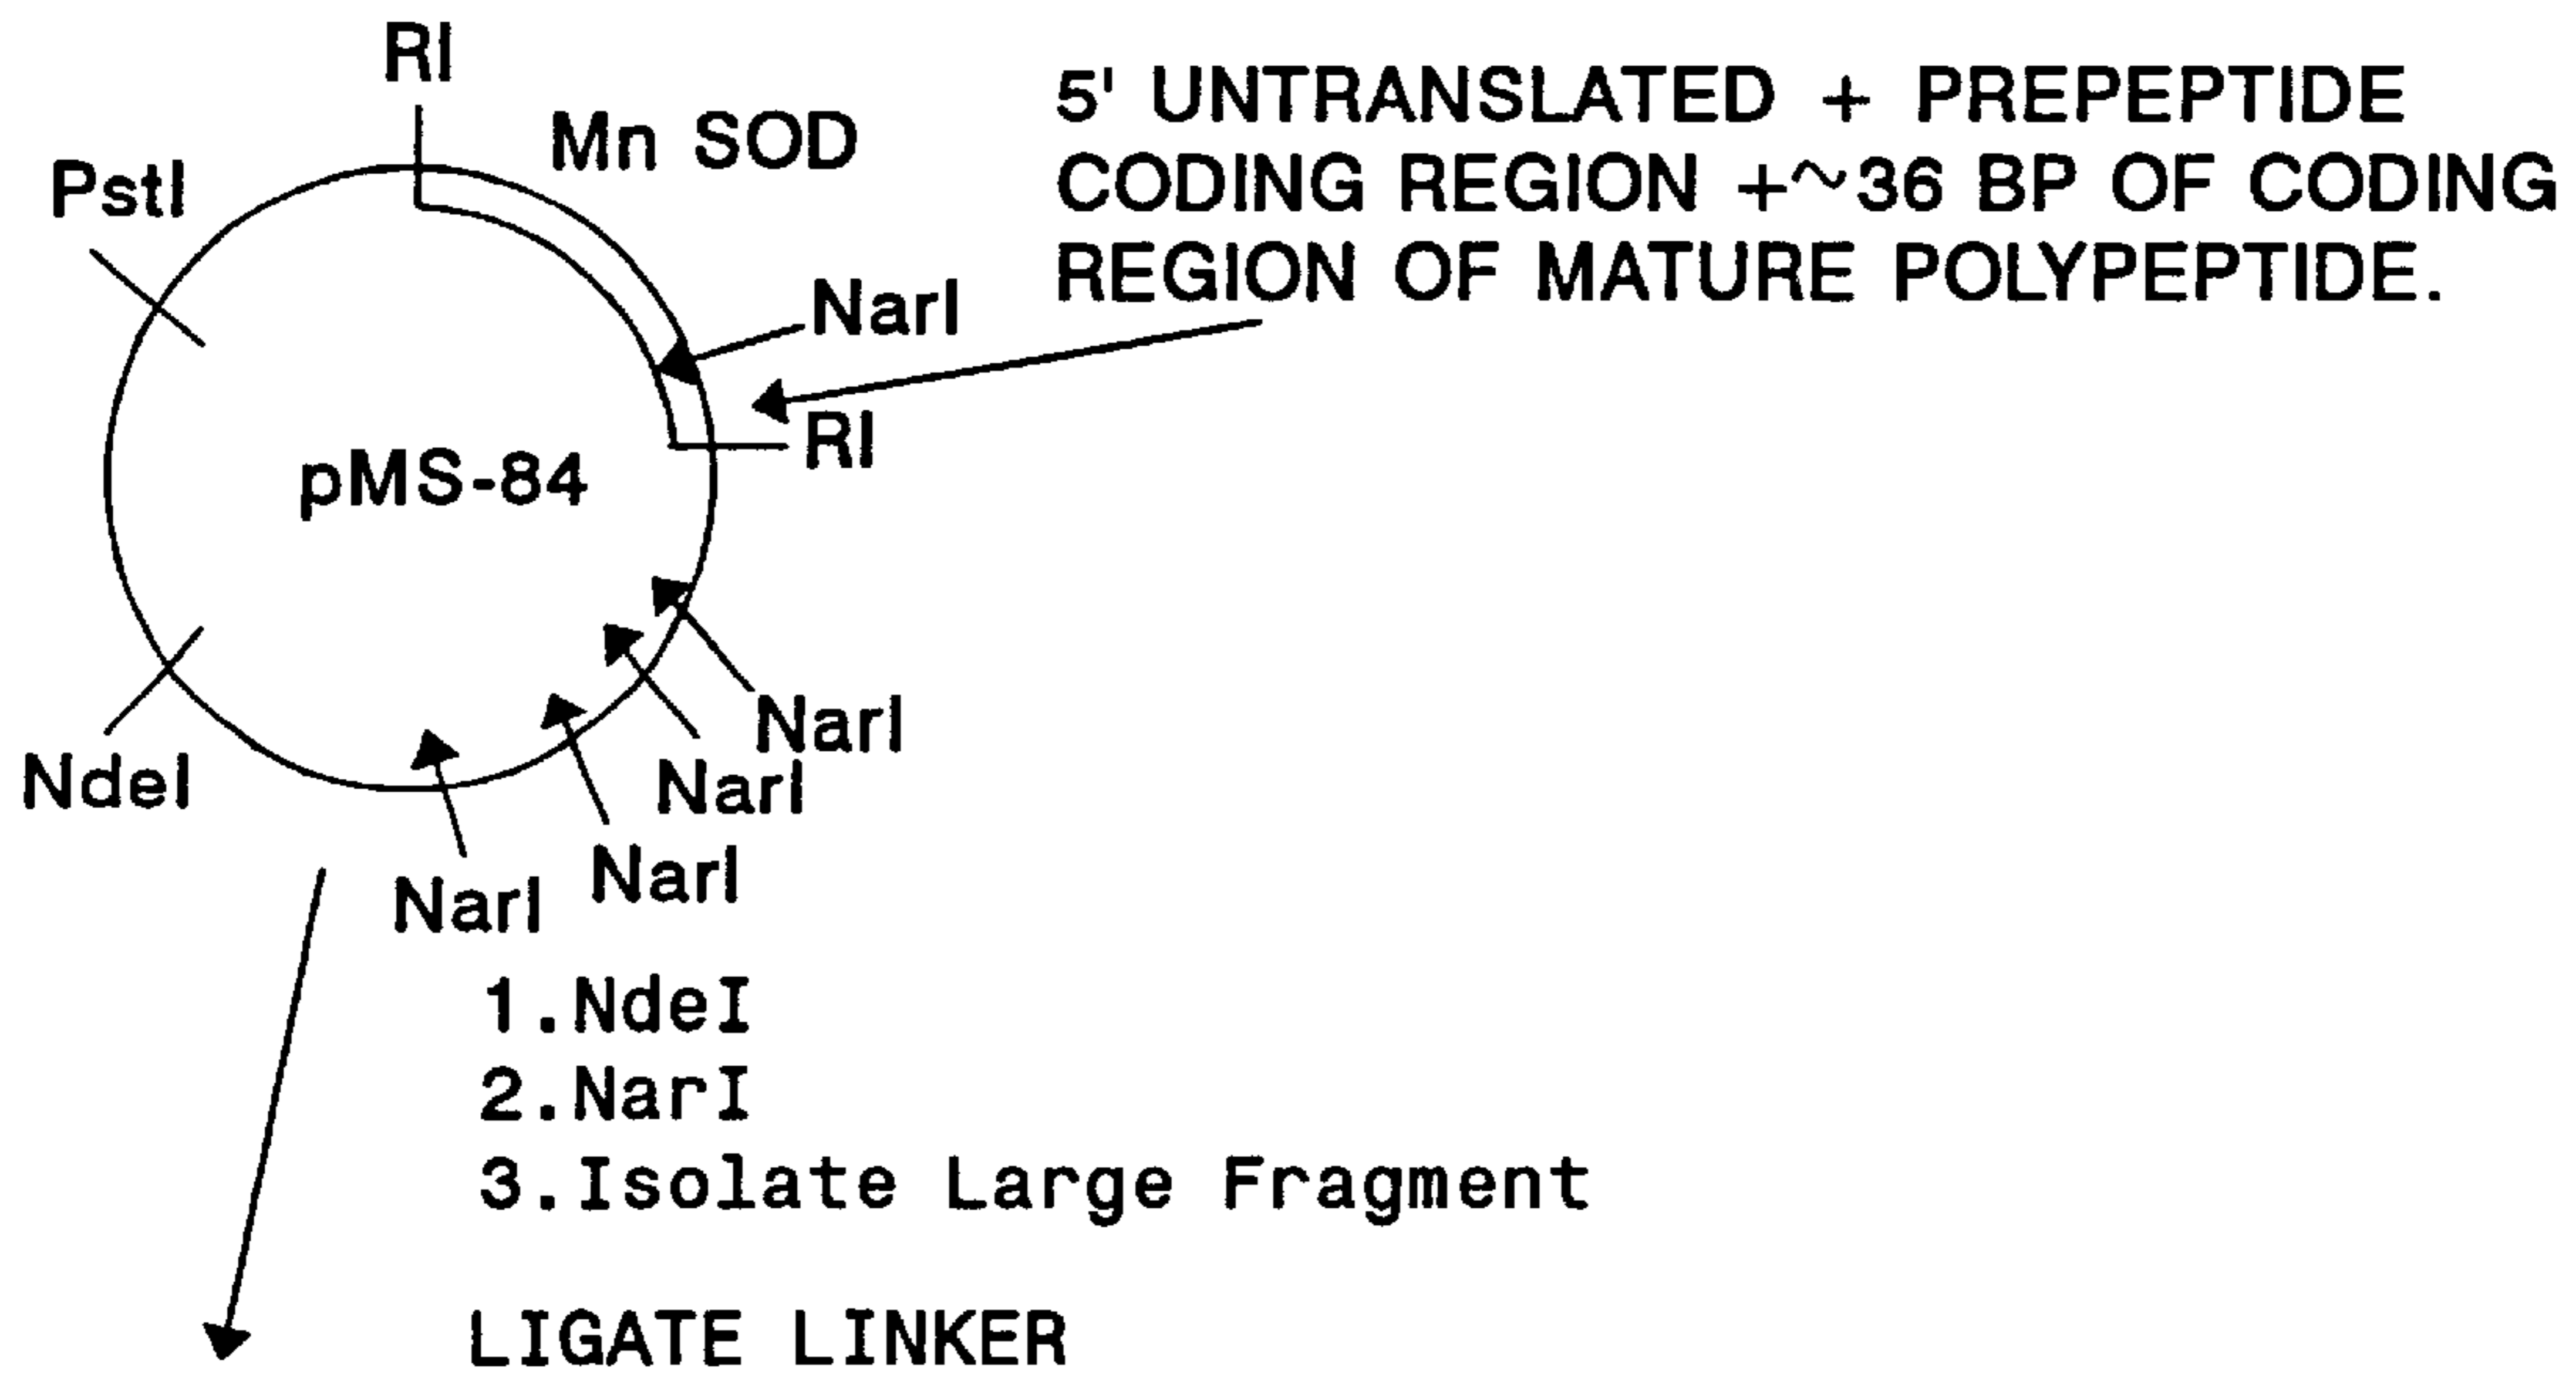 RI
Mn SOD
5' UNTRANSLATED + PREPEPTIDE
CODING REGION +~36 BP OF CODING
REGION OF MATURE POLYPEPTIDE.
PstI
NarI
RI
pMS-84
NarI
NdeI
NarI
NarI
NarI
1.NdeI
2.NarI
3.Isolate Large Fragment
LIGATE LINKER